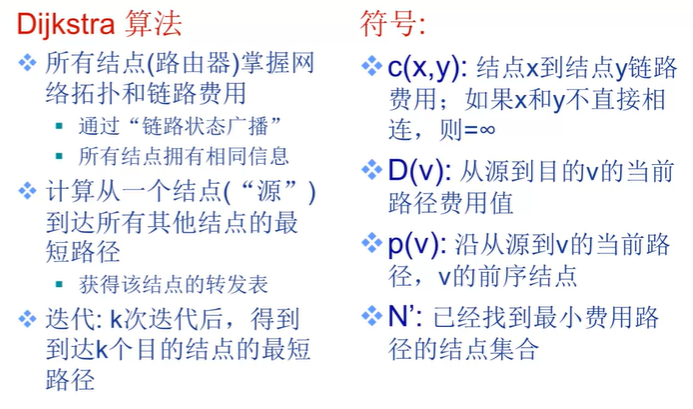 Dijkstra 算法
所有结点(路由器)掌握网
络拓扑和链路费用
通过“链路状态广播”
所有结点拥有相同信息
计算从一个结点(“源”)
到达所有其他结点的最
短路径
获得该结点的转发表
迭代: k次迭代后，得到
到达k个目的结点的最短
路径
符号:
c(x,y): 结点x到结点y链路
费用；如果x和y不直接相
连，则=∞
D(v): 从源到目的v的当前
路径费用值
p(v): 沿从源到v的当前路
径，v的前序结点
N’: 已经找到最小费用路
径的结点集合